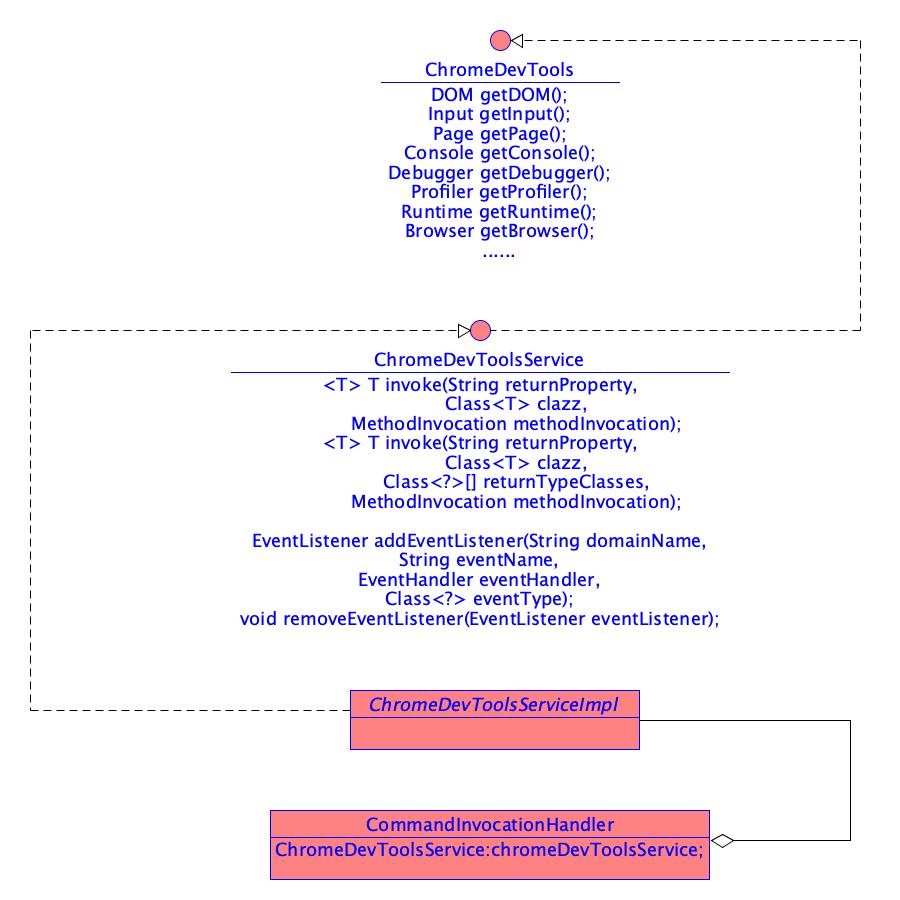 ChromeDevTools
DOM getDOM();
Input getInput();
Page getPage();
Console getConsole();
Debugger getDebugger();
Profiler getProfiler();
Runtime getRuntime();
Browser getBrowser();
......
ChromeDevToolsService
<T> T invoke(String returnProperty,
Class<T> clazz,
MethodInvocation methodInvocation);
<T> T invoke(String returnProperty,
Class<T> clazz,
Class<?>[] returnTypeClasses,
MethodInvocation methodInvocation);
EventListener addEventListener(String domainName,
String eventName,
EventHandler eventHandler,
Class<?> eventType);
void removeEventListener(EventListener eventListener);
ChromeDevToolsServiceImpl
CommandInvocationHandler
ChromeDevToolsService:chromeDevToolsService;